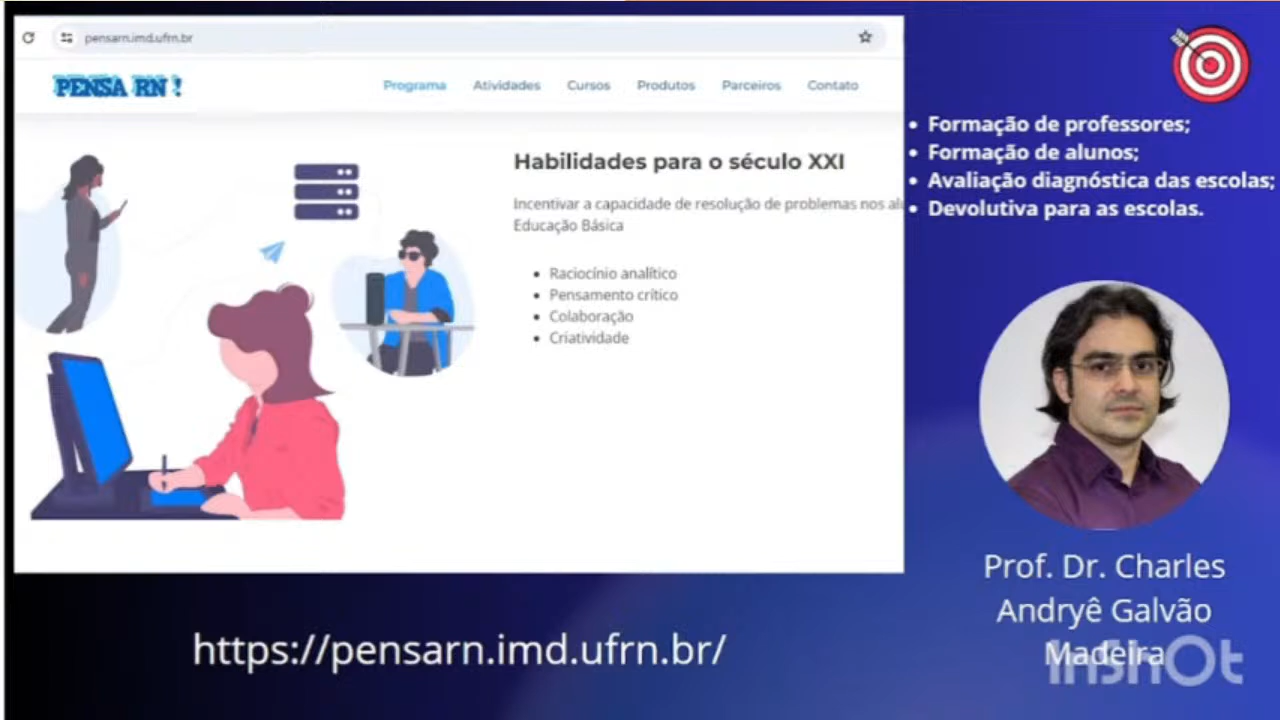 pensarn.imd.ufrn.br
PENSA RN !
Programa
Atividades
Cursos
Produtos
Parceiros
Contato
Habilidades para o século XXI
Incentivar a capacidade de resolução de problemas nos
Educação Básica
Raciocínio analítico
Pensamento crítico
Colaboração
Criatividade
Formação de professores;
Formação de alunos;
Avaliação diagnóstica das escolas;
Devolutiva para as escolas.
Prof. Dr. Charles
Andryê Galvão
Madeira
InShOt
https://pensarn.imd.ufrn.br/